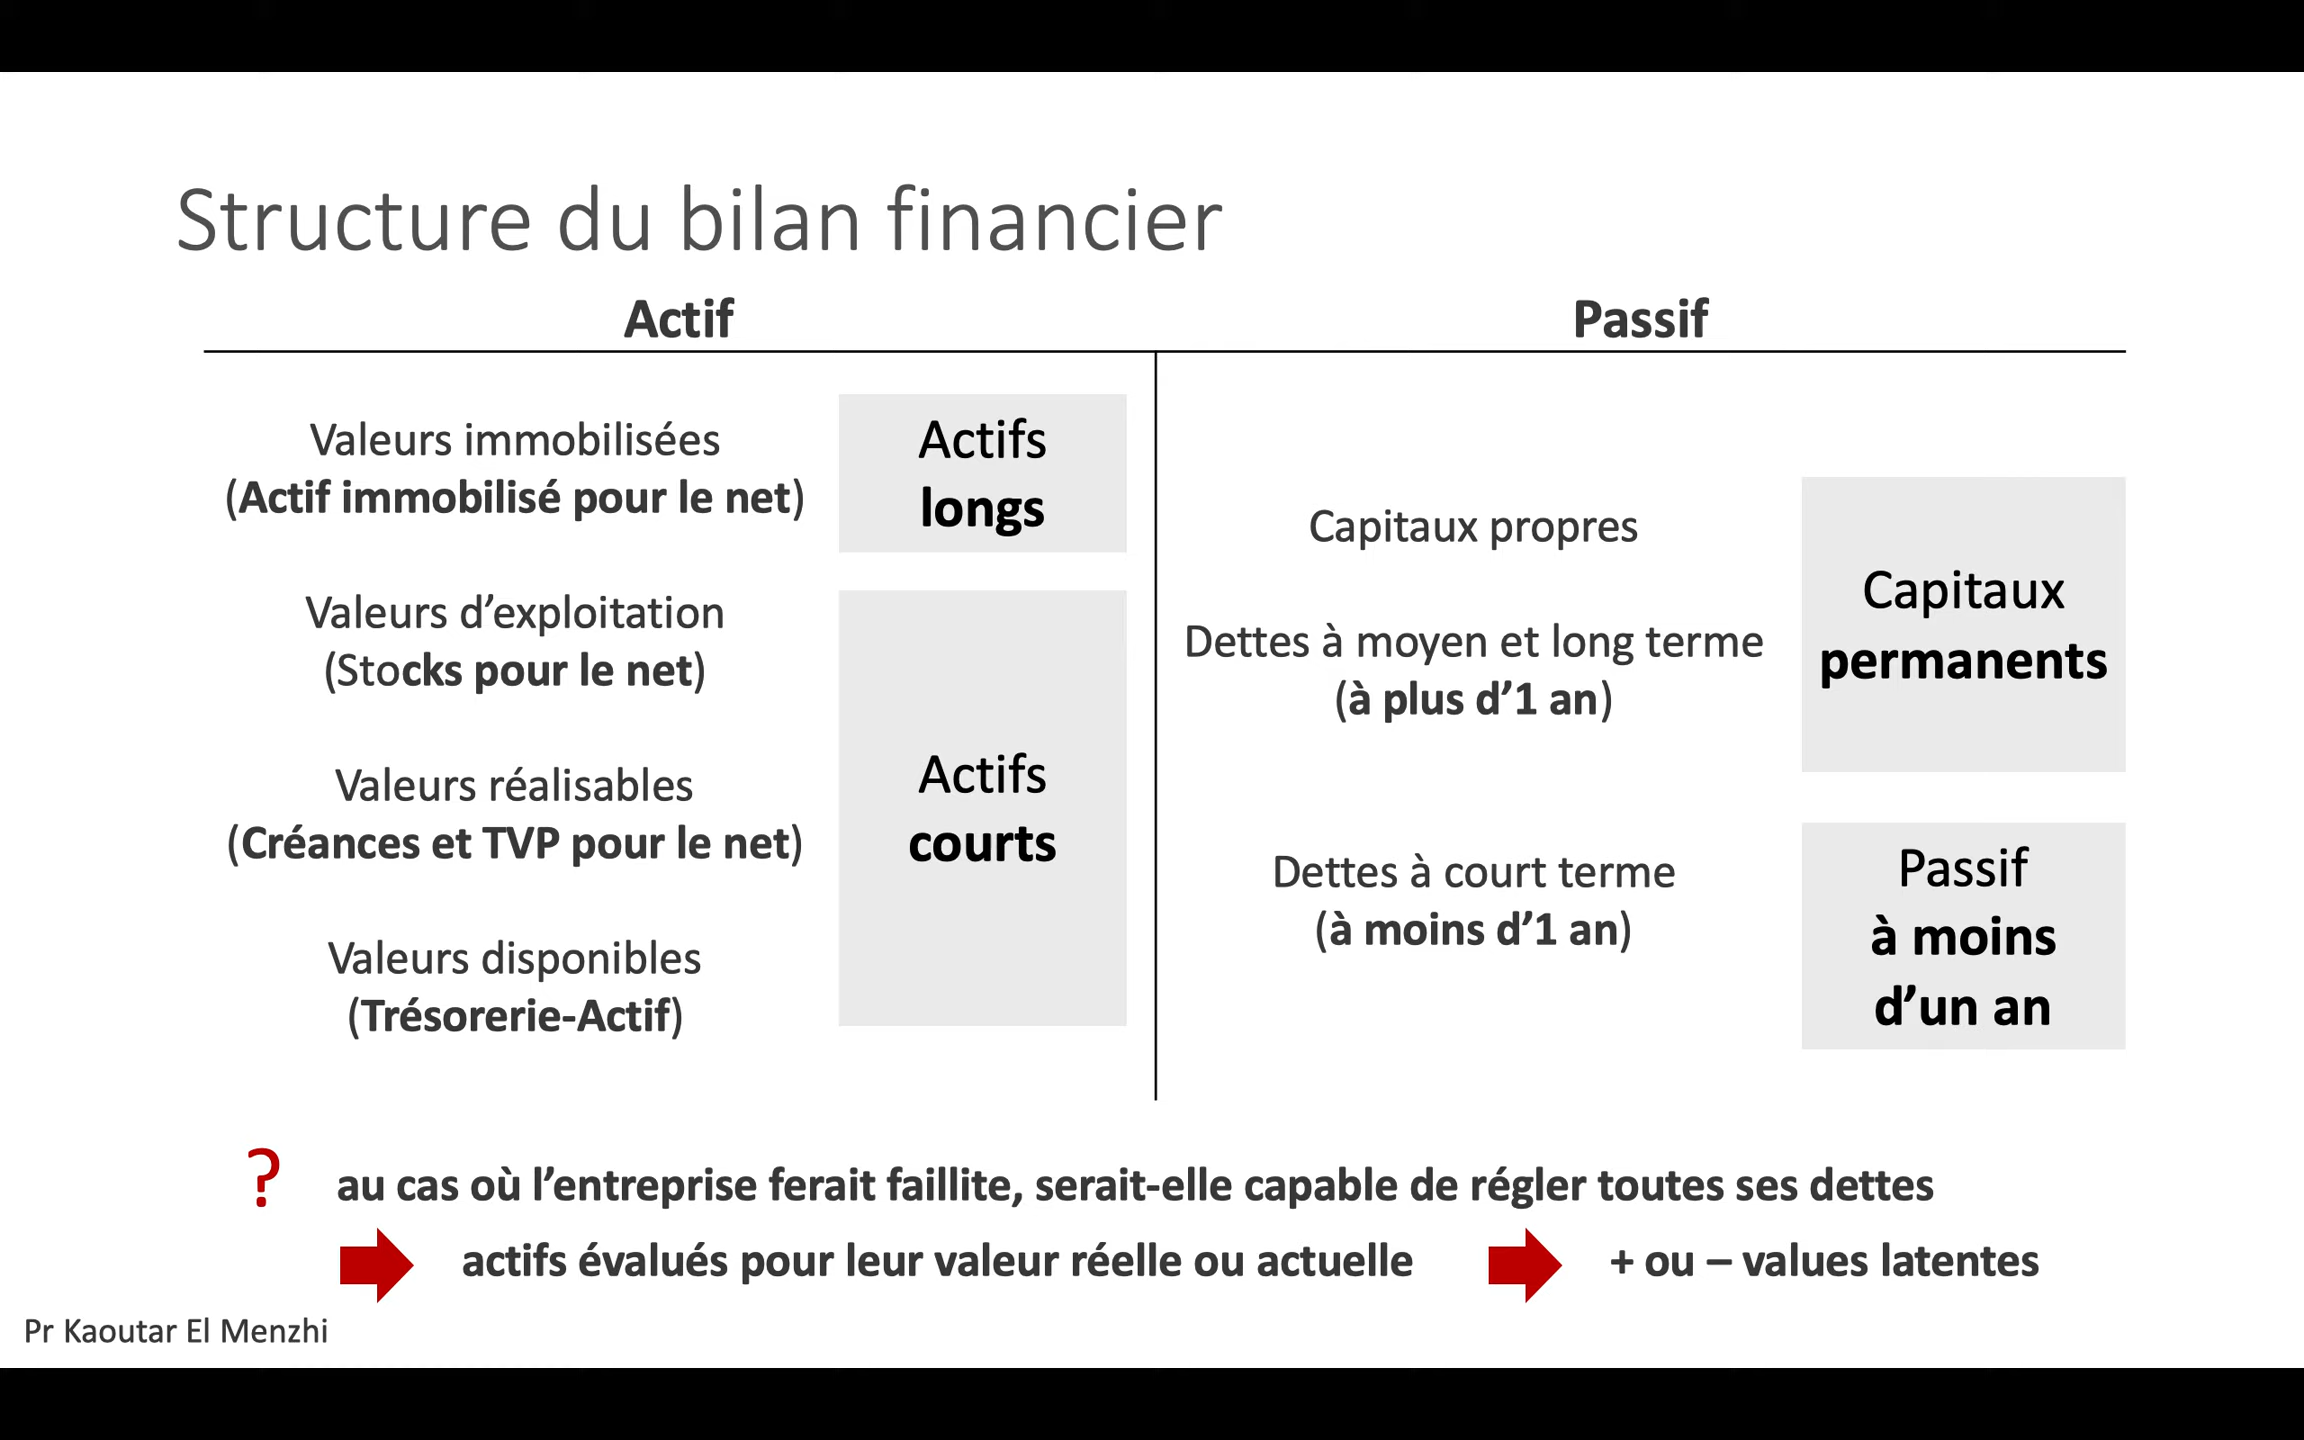 Structure du bilan financier
Actif
Passif
Valeurs immobilisées
(Actif immobilisé pour le net)
Actifs
longs
Valeurs d’exploitation
(Stocks pour le net)
Valeurs réalisables
(Créances et TVP pour le net)
Valeurs disponibles
(Trésorerie-Actif)
Actifs
courts
Capitaux propres
Dettes à moyen et long terme
(à plus d’1 an)
Capitaux
permanents
Dettes à court terme
(à moins d’1 an)
Passif
à moins
d’un an
? au cas où l’entreprise ferait faillite, serait-elle capable de régler toutes ses dettes
actifs évalués pour leur valeur réelle ou actuelle
+ ou – values latentes
Pr Kaoutar El Menzhi